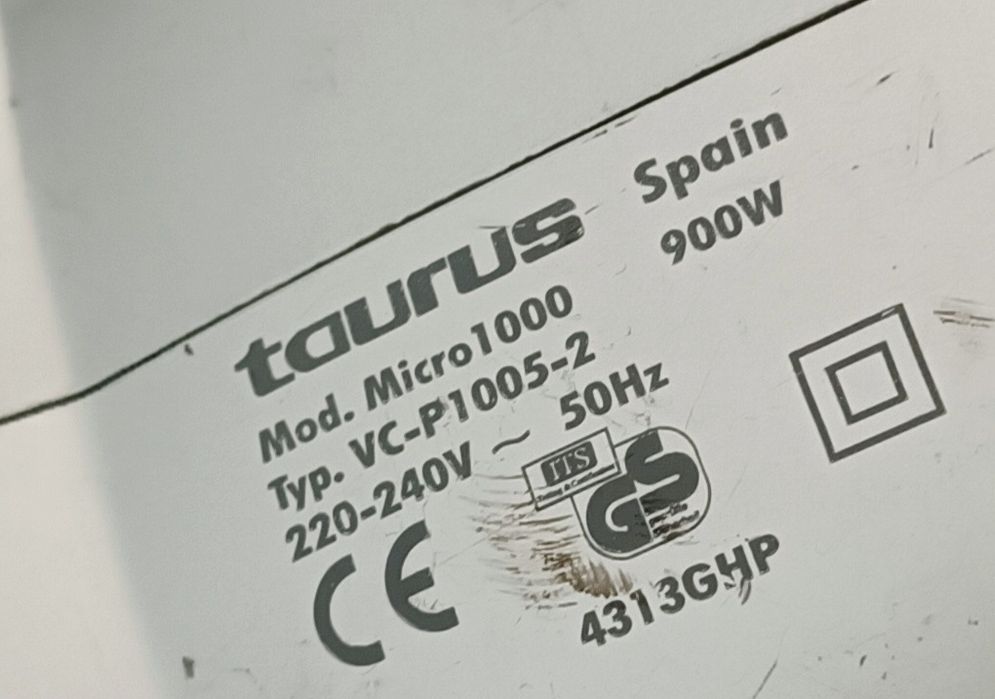 taurus Spain
Mod. Micro1000 900W
Typ. VC-P1005-2
220-240V ~ 50Hz
ITS
GS
CE
4313GHP